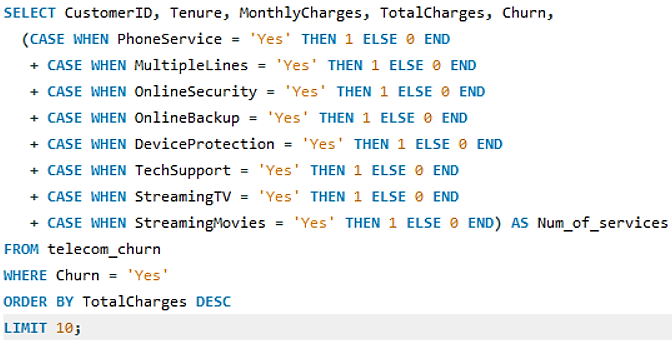 SELECT CustomerID, Tenure, MonthlyCharges, TotalCharges, Churn,
(CASE WHEN PhoneService = 'Yes' THEN 1 ELSE 0 END
+ CASE WHEN MultipleLines = 'Yes' THEN 1 ELSE 0 END
+ CASE WHEN OnlineSecurity = 'Yes' THEN 1 ELSE 0 END
+ CASE WHEN OnlineBackup = 'Yes' THEN 1 ELSE 0 END
+ CASE WHEN DeviceProtection = 'Yes' THEN 1 ELSE 0 END
+ CASE WHEN TechSupport = 'Yes' THEN 1 ELSE 0 END
+ CASE WHEN StreamingTV = 'Yes' THEN 1 ELSE 0 END
+ CASE WHEN StreamingMovies = 'Yes' THEN 1 ELSE 0 END) AS Num_of_services
FROM telecom_churn
WHERE Churn = 'Yes'
ORDER BY TotalCharges DESC
LIMIT 10;